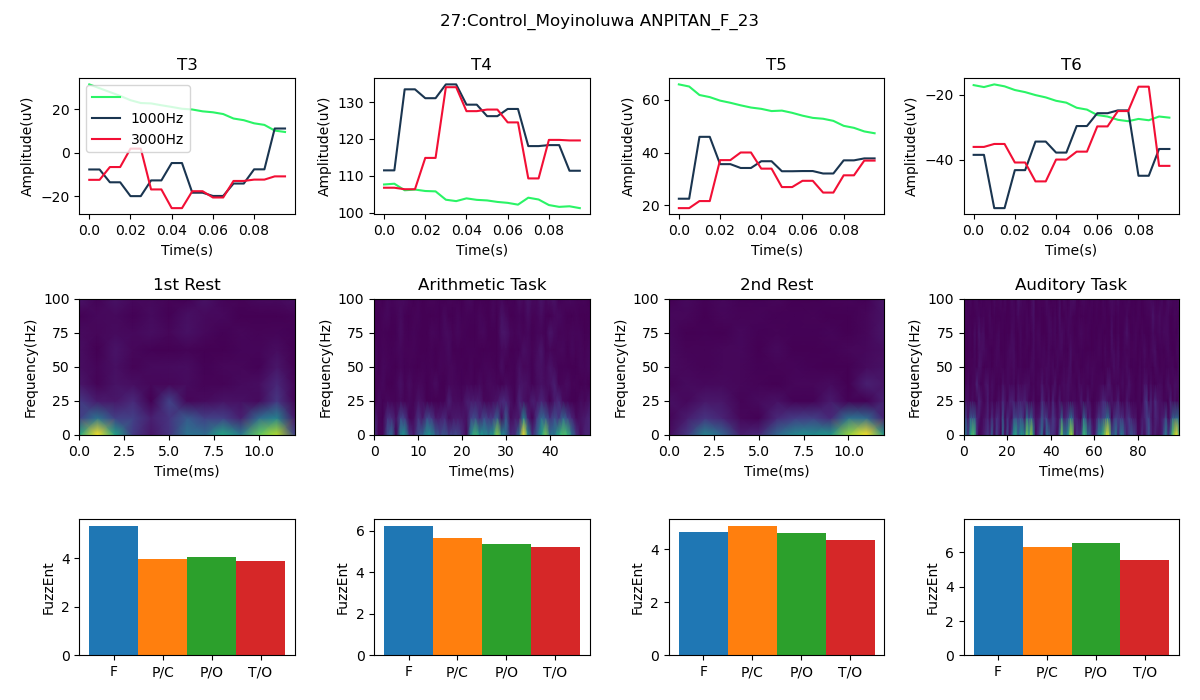 27:Control_Moyinoluwa ANPITAN_F_23
T3 T4 T5 T6
Amplitude(uV) 20 0 −20
1000Hz
3000Hz
0.0 0.02 0.04 0.06 0.08
Time(s)
Amplitude(uV) 130 120 110 100
0.0 0.02 0.04 0.06 0.08
Time(s)
Amplitude(uV) 60 40 20
0.0 0.02 0.04 0.06 0.08
Time(s)
Amplitude(uV) −20 −40
0.0 0.02 0.04 0.06 0.08
Time(s)
1st Rest
Frequency(Hz) 100 75 50 25 0
0.0 2.5 5.0 7.5 10.0
Time(ms)
Arithmetic Task
Frequency(Hz) 100 75 50 25 0
0 10 20 30 40
Time(ms)
2nd Rest
Frequency(Hz) 100 75 50 25 0
0.0 2.5 5.0 7.5 10.0
Time(ms)
Auditory Task
Frequency(Hz) 100 75 50 25 0
0 20 40 60 80
Time(ms)
FuzzEnt 4 2 0
F P/C P/O T/O
FuzzEnt 6 4 2 0
F P/C P/O T/O
FuzzEnt 4 2 0
F P/C P/O T/O
FuzzEnt 6 4 2 0
F P/C P/O T/O